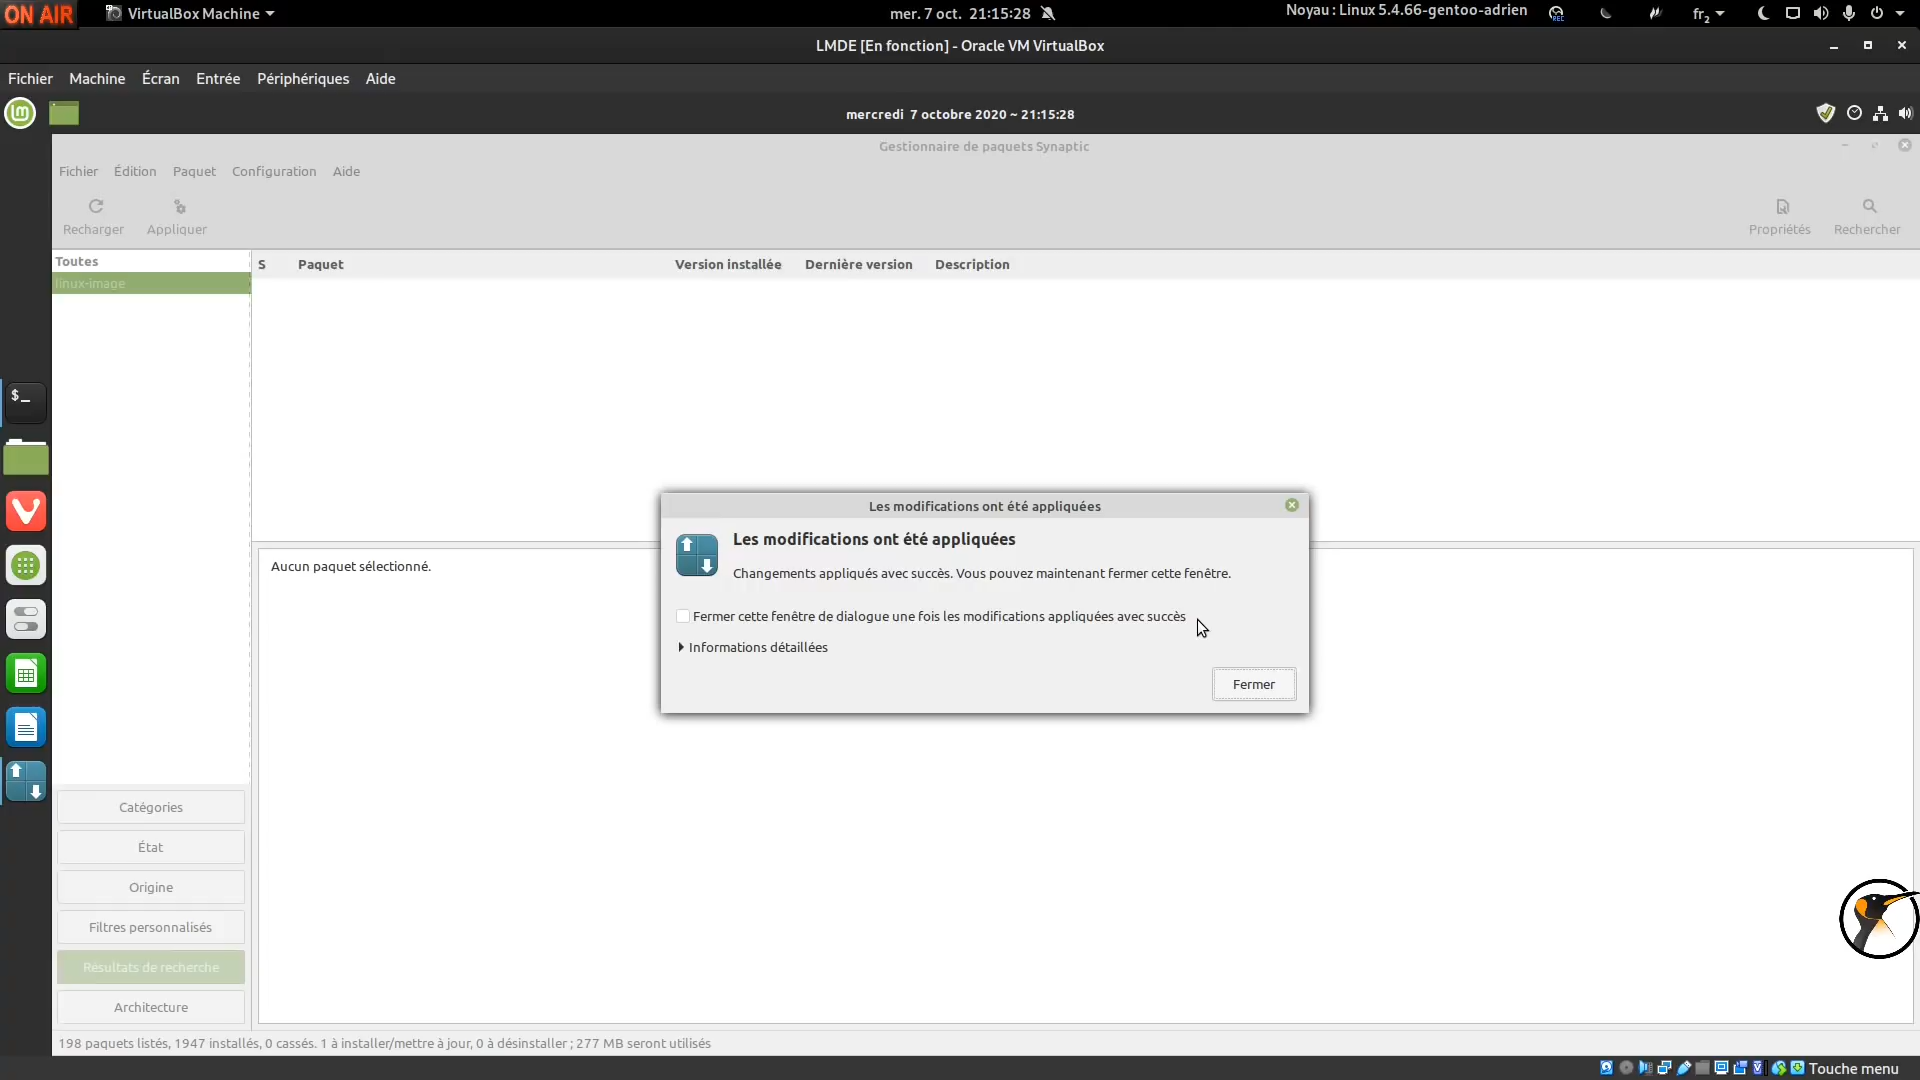 ON AIR
VirtualBox Machine
mer. 7 oct. 21:15:28
Noyau : Linux 5.4.66-gentoo-adrien
REC
fr2
LMDE [En fonction] - Oracle VM VirtualBox
Fichier Machine Écran Entrée Périphériques Aide
mercredi 7 octobre 2020 ~ 21:15:28
Gestionnaire de paquets Synaptic
Fichier Édition Paquet Configuration Aide
Recharger Appliquer Propriétés Rechercher
Toutes
linux-image
S Paquet Version installée Dernière version Description
$_
Les modifications ont été appliquées
Les modifications ont été appliquées
Changements appliqués avec succès. Vous pouvez maintenant fermer cette fenêtre.
Fermer cette fenêtre de dialogue une fois les modifications appliquées avec succès
Informations détaillées
Fermer
Aucun paquet sélectionné.
Catégories
État
Origine
Filtres personnalisés
Résultats de recherche
Architecture
198 paquets listés, 1947 installés, 0 cassés. 1 à installer/mettre à jour, 0 à désinstaller ; 277 MB seront utilisés
Touche menu